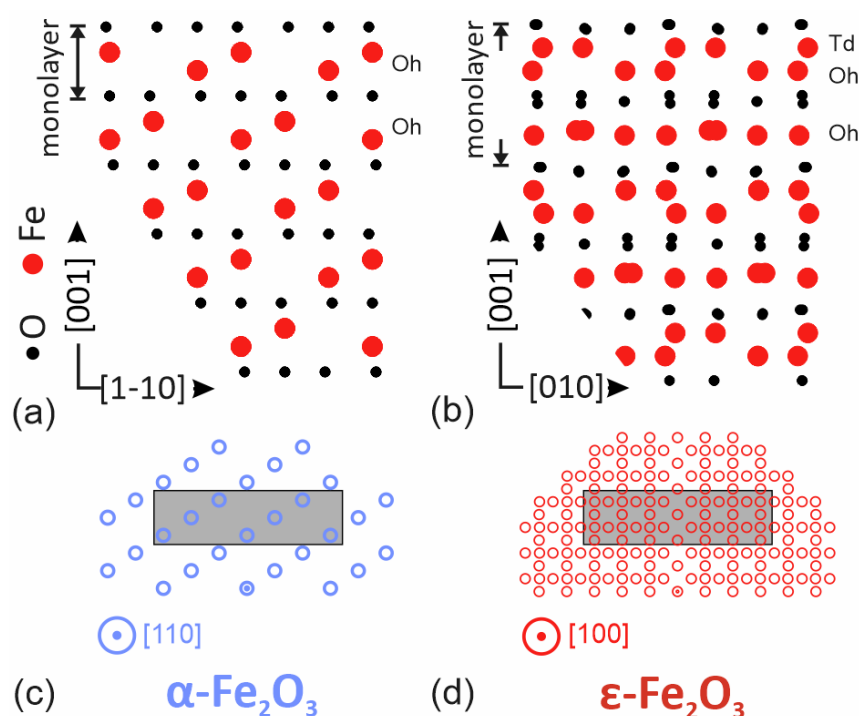 monolayer
Oh
Oh
Fe
O
[001]
[1-10]
(a)
monolayer
Td
Oh
Oh
[001]
[010]
(b)
[110]
(c)
α-Fe₂O₃
[100]
(d)
ε-Fe₂O₃